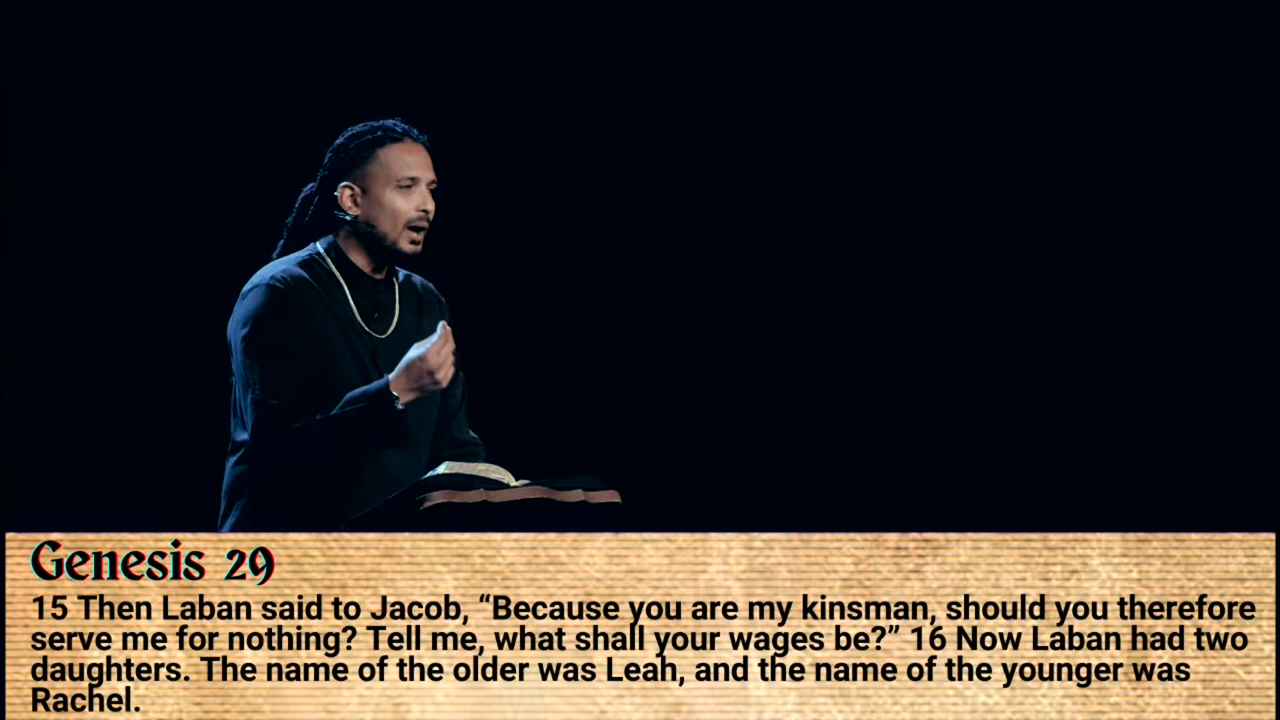 Genesis 29
15 Then Laban said to Jacob, “Because you are my kinsman, should you therefore
serve me for nothing? Tell me, what shall your wages be?” 16 Now Laban had two
daughters. The name of the older was Leah, and the name of the younger was
Rachel.